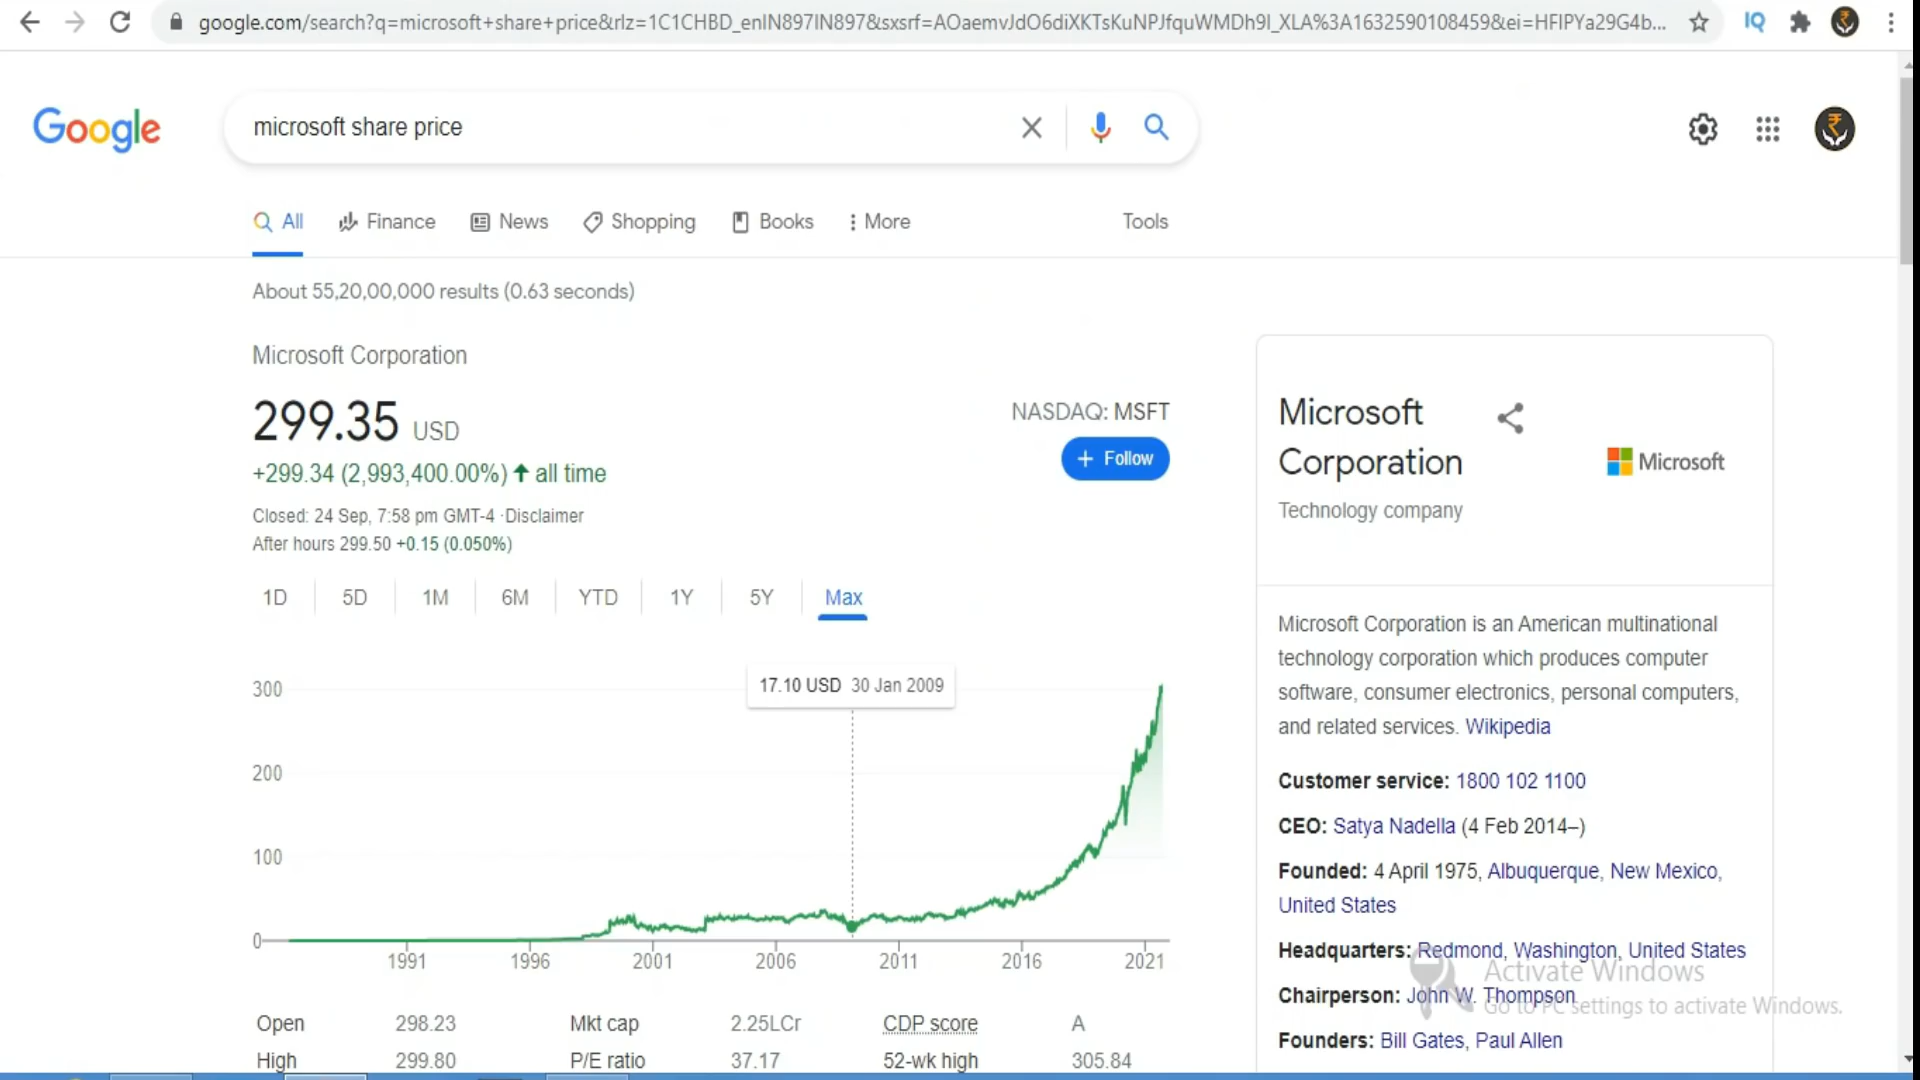 google.com/search?q=microsoft+share+price&rlz=1C1CHBD_enIN897IN897&sxsrf=AOaemvJdO6diXKTsKuNPJfquWMDh9I_XLA%3A1632590108459&ei=HFIPYa29G4b...
IQ
Google
microsoft share price
All Finance News Shopping Books More Tools
About 55,20,00,000 results (0.63 seconds)
Microsoft Corporation
299.35 USD
+299.34 (2,993,400.00%) all time
Closed: 24 Sep, 7:58 pm GMT-4 · Disclaimer
After hours 299.50 +0.15 (0.050%)
NASDAQ: MSFT
+ Follow
1D 5D 1M 6M YTD 1Y 5Y Max
17.10 USD 30 Jan 2009
300
200
100
0
1991 1996 2001 2006 2011 2016 2021
Open 298.23 Mkt cap 2.25LCr CDP score A
High 299.80 P/E ratio 37.17 52-wk high 305.84
Microsoft
Corporation
Microsoft
Technology company
Microsoft Corporation is an American multinational
technology corporation which produces computer
software, consumer electronics, personal computers,
and related services. Wikipedia
Customer service: 1800 102 1100
CEO: Satya Nadella (4 Feb 2014–)
Founded: 4 April 1975, Albuquerque, New Mexico,
United States
Headquarters: Redmond, Washington, United States
Activate Windows
Chairperson: John W. Thompson
Go to PC settings to activate Windows.
Founders: Bill Gates, Paul Allen